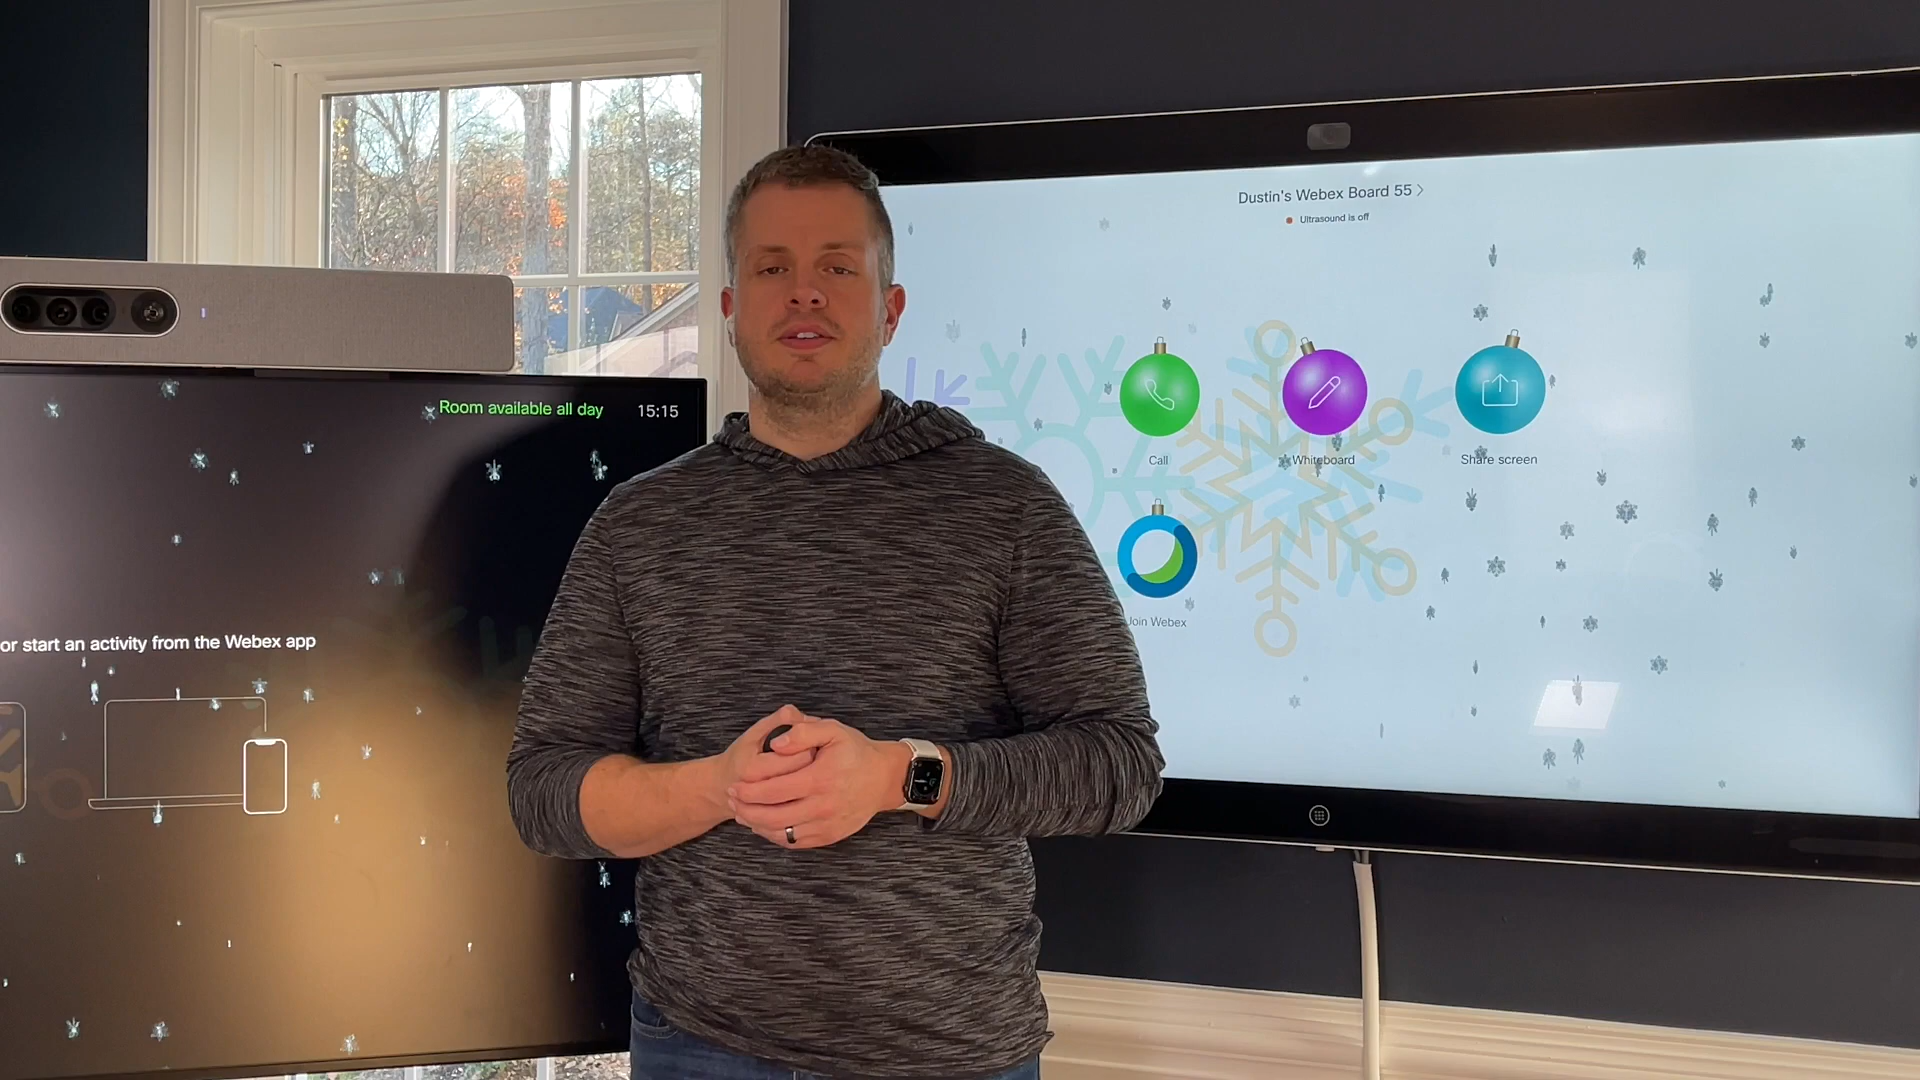 Room available all day
15:15
or start an activity from the Webex app
Dustin's Webex Board 55
Ultrasound is off
Call
Whiteboard
Share screen
Join Webex